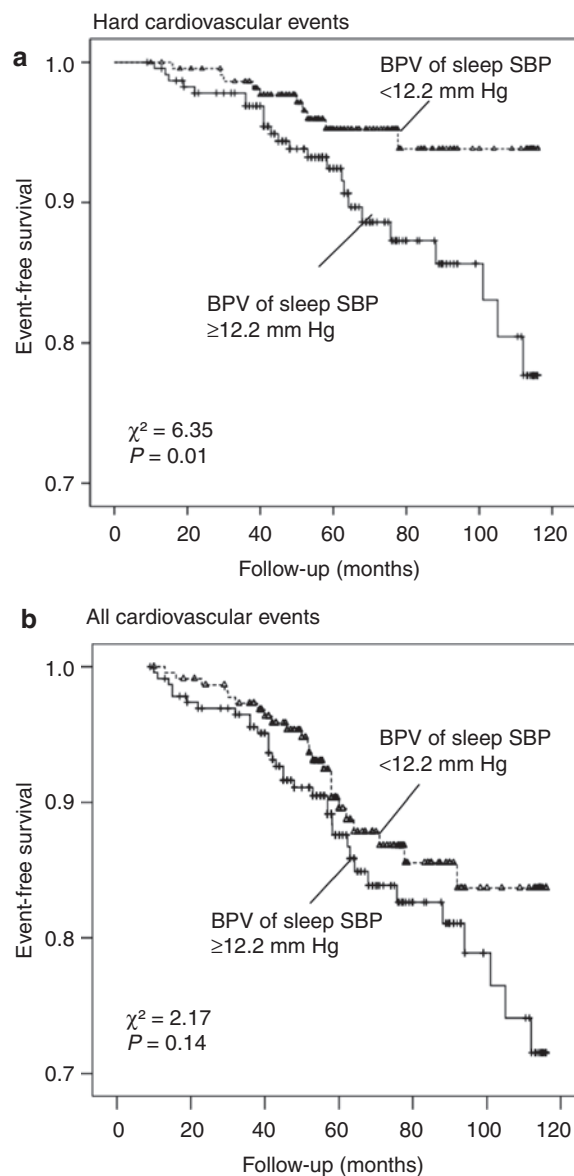 Hard cardiovascular events
a
1.0
0.9
0.8
0.7
Event-free survival
BPV of sleep SBP
<12.2 mm Hg
BPV of sleep SBP
≥12.2 mm Hg
χ² = 6.35
P = 0.01
0 20 40 60 80 100 120
Follow-up (months)
b All cardiovascular events
1.0
0.9
0.8
0.7
Event-free survival
BPV of sleep SBP
<12.2 mm Hg
BPV of sleep SBP
≥12.2 mm Hg
χ² = 2.17
P = 0.14
0 20 40 60 80 100 120
Follow-up (months)